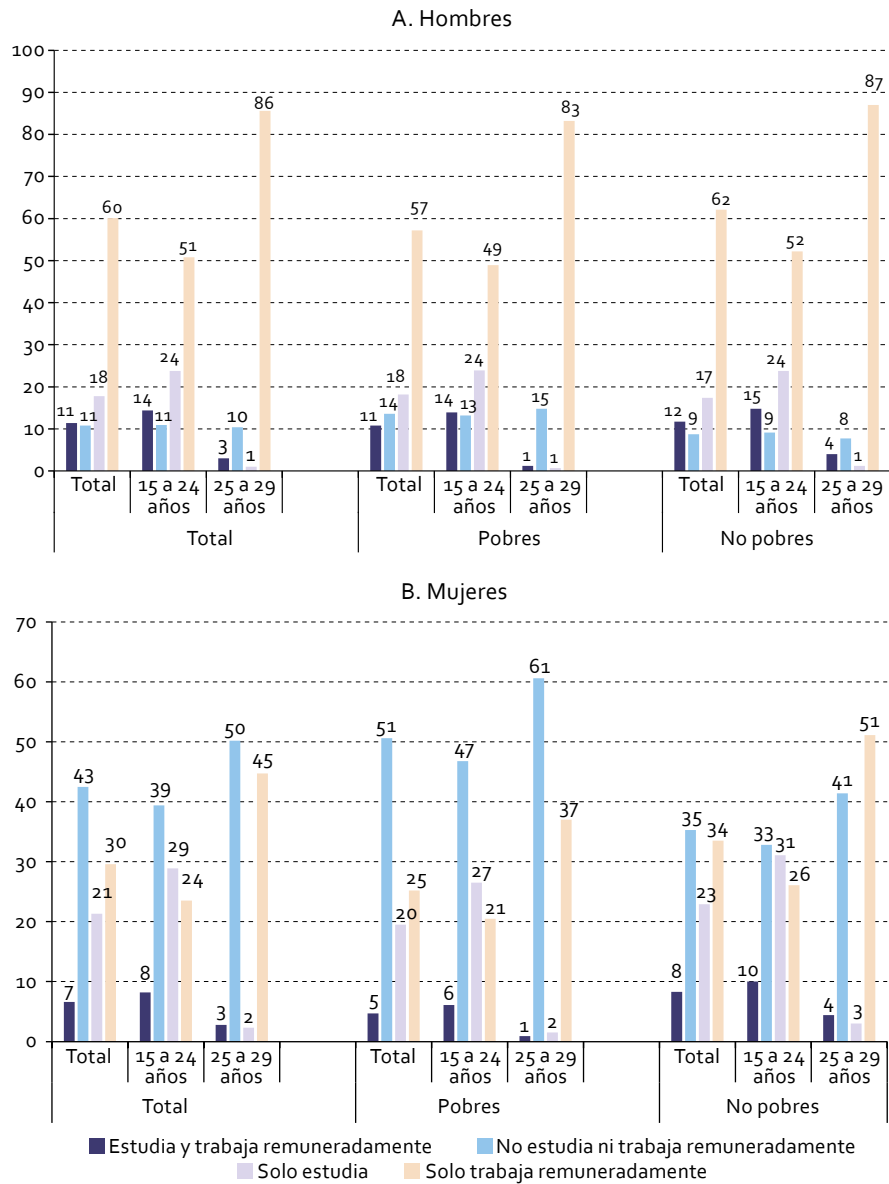 A. Hombres
100
90
80
70
60
50
40
30
20
10
0
11 11 18 60 14 11 24 51 3 10 1 86
11 14 18 57 14 13 24 49 1 15 1 83
12 9 17 62 15 9 24 52 4 8 1 87
Total 15 a 24 25 a 29 Total 15 a 24 25 a 29 Total 15 a 24 25 a 29
años años años años años años
Total Pobres No pobres
B. Mujeres
70
60
50
40
30
20
10
0
7 43 21 30 8 39 29 24 3 50 2 45
5 51 20 25 6 47 27 21 1 61 2 37
8 35 23 34 10 33 31 26 4 41 3 51
Total 15 a 24 25 a 29 Total 15 a 24 25 a 29 Total 15 a 24 25 a 29
años años años años años años
Total Pobres No pobres
Estudia y trabaja remuneradamente No estudia ni trabaja remuneradamente
Solo estudia Solo trabaja remuneradamente